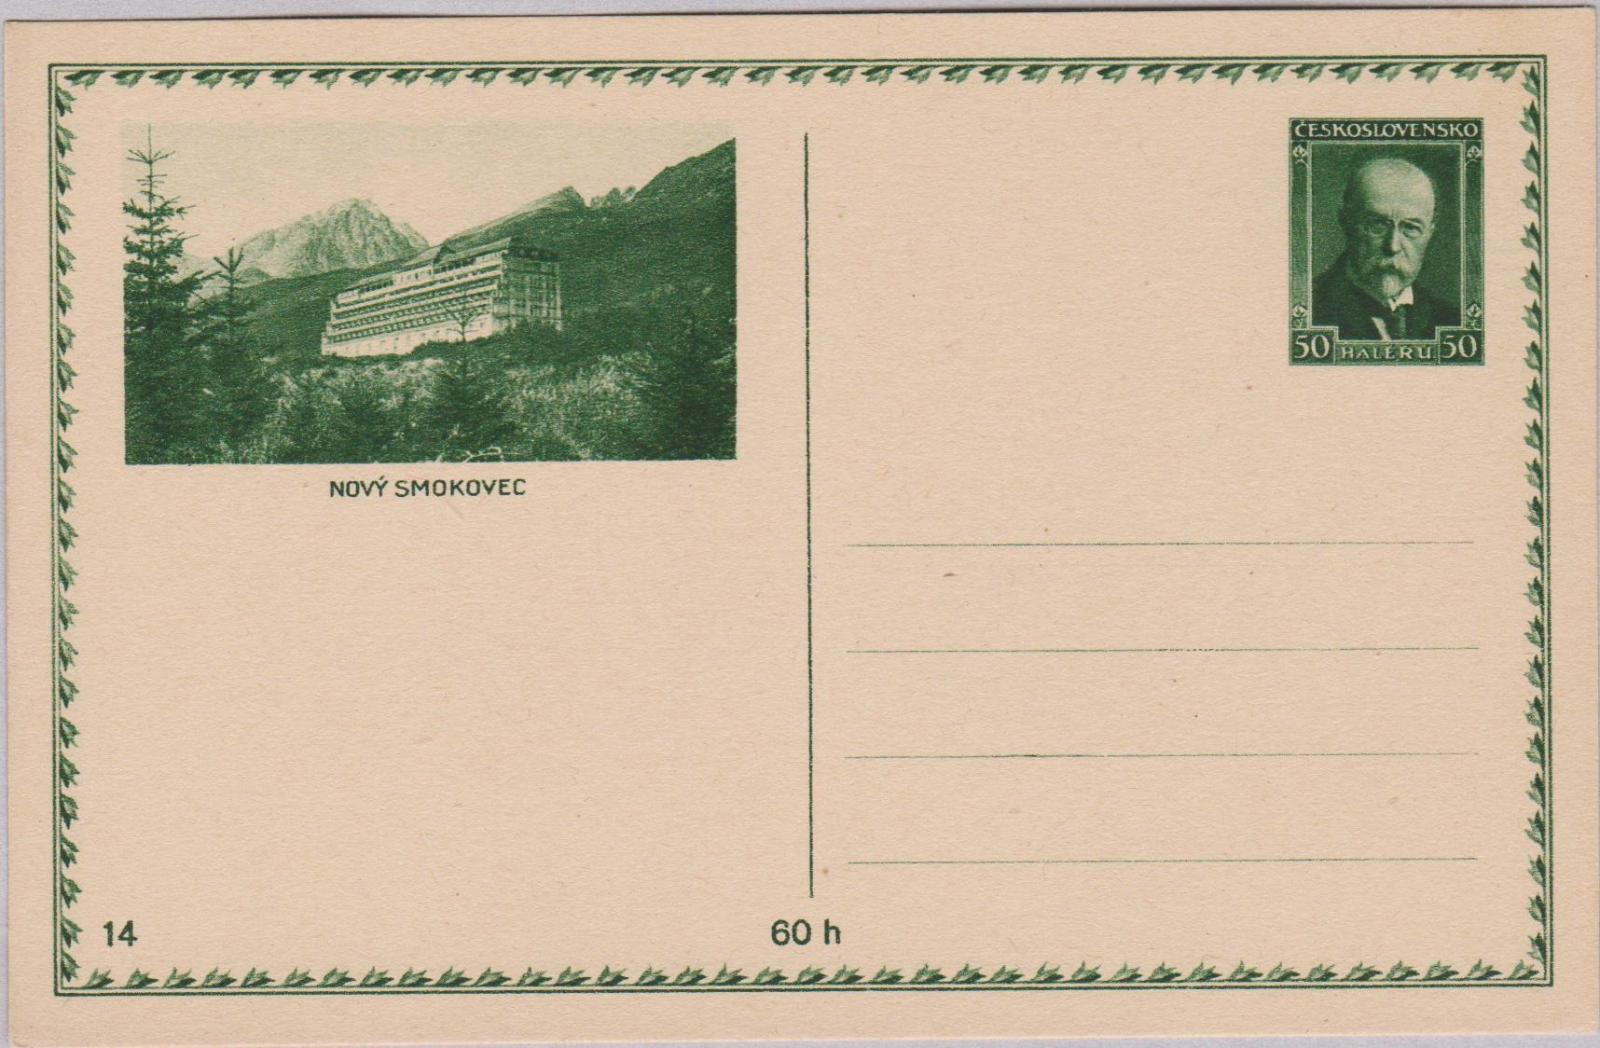 NOVÝ SMOKOVEC
ČESKOSLOVENSKO
50 HALÉŘŮ 50
14
60 h